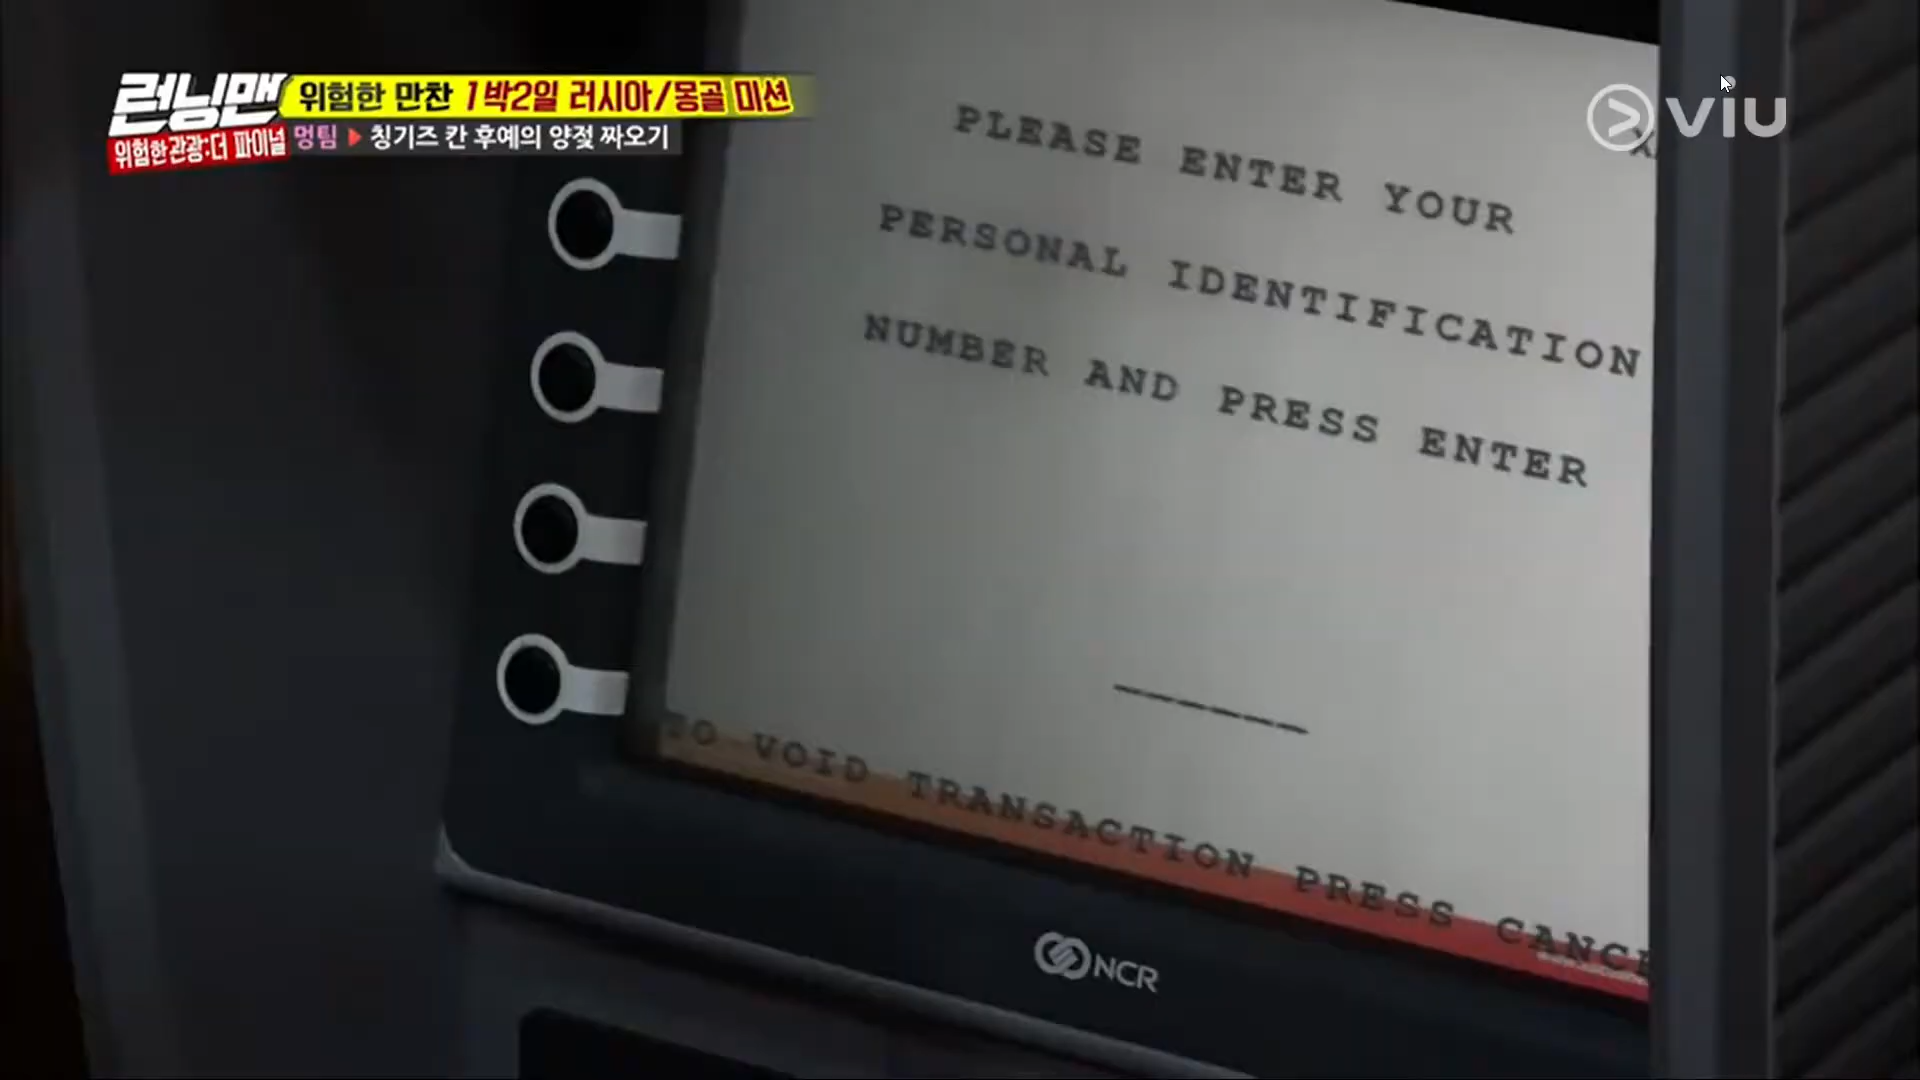 런닝맨
위험한 만찬 1박2일 러시아/몽골 미션
위험한관광:더 파이널
멍팀 ▶ 칭기즈 칸 후예의 양젖 짜오기
viu
PLEASE ENTER YOUR
PERSONAL IDENTIFICATION
NUMBER AND PRESS ENTER
TO VOID TRANSACTION PRESS CANCE
NCR